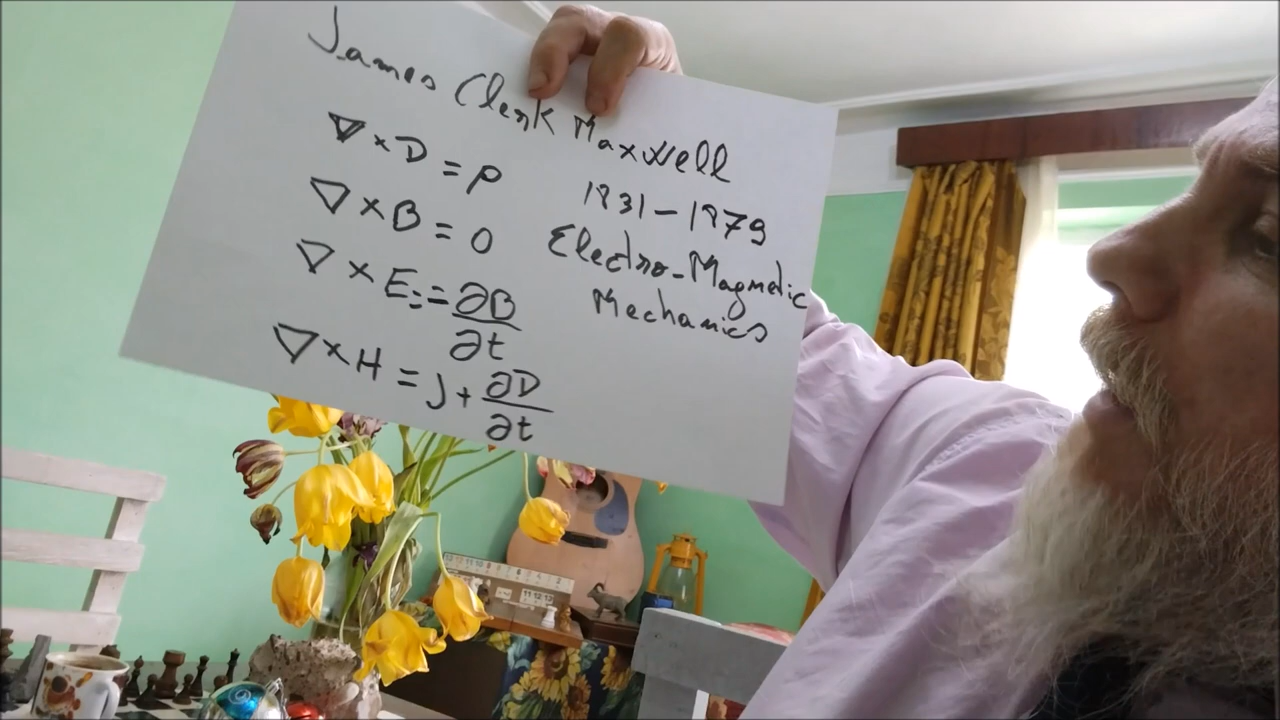 James Clerk Maxwell
1831-1879
Electro-Magnetic
Mechanics
∇×D = ρ
∇×B = 0
∇×E = ∂B/∂t
∇×H = J + ∂D/∂t